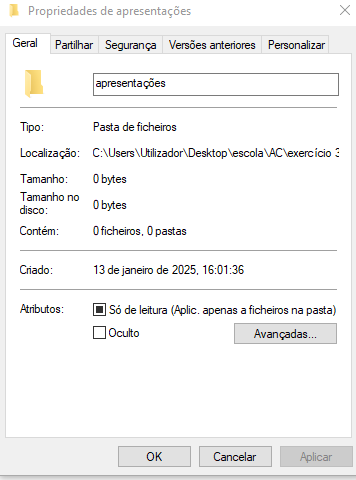 Propriedades de apresentações
Geral Partilhar Segurança Versões anteriores Personalizar
apresentações
Tipo: Pasta de ficheiros
Localização: C:\Users\Utilizador\Desktop\escola\AC\exercício 3
Tamanho: 0 bytes
Tamanho no
disco: 0 bytes
Contém: 0 ficheiros, 0 pastas
Criado: 13 de janeiro de 2025, 16:01:36
Atributos: Só de leitura (Aplic. apenas a ficheiros na pasta)
Oculto Avançadas...
OK Cancelar Aplicar